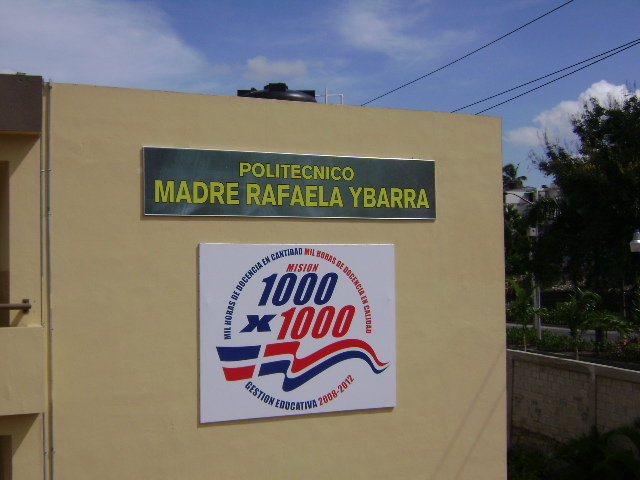 POLITECNICO
MADRE RAFAELA YBARRA
MIL HORAS DE DOCENCIA EN CANTIDAD MIL HORAS DE DOCENCIA EN CALIDAD
MISION
1000
X 1000
GESTION EDUCATIVA 2008-2012